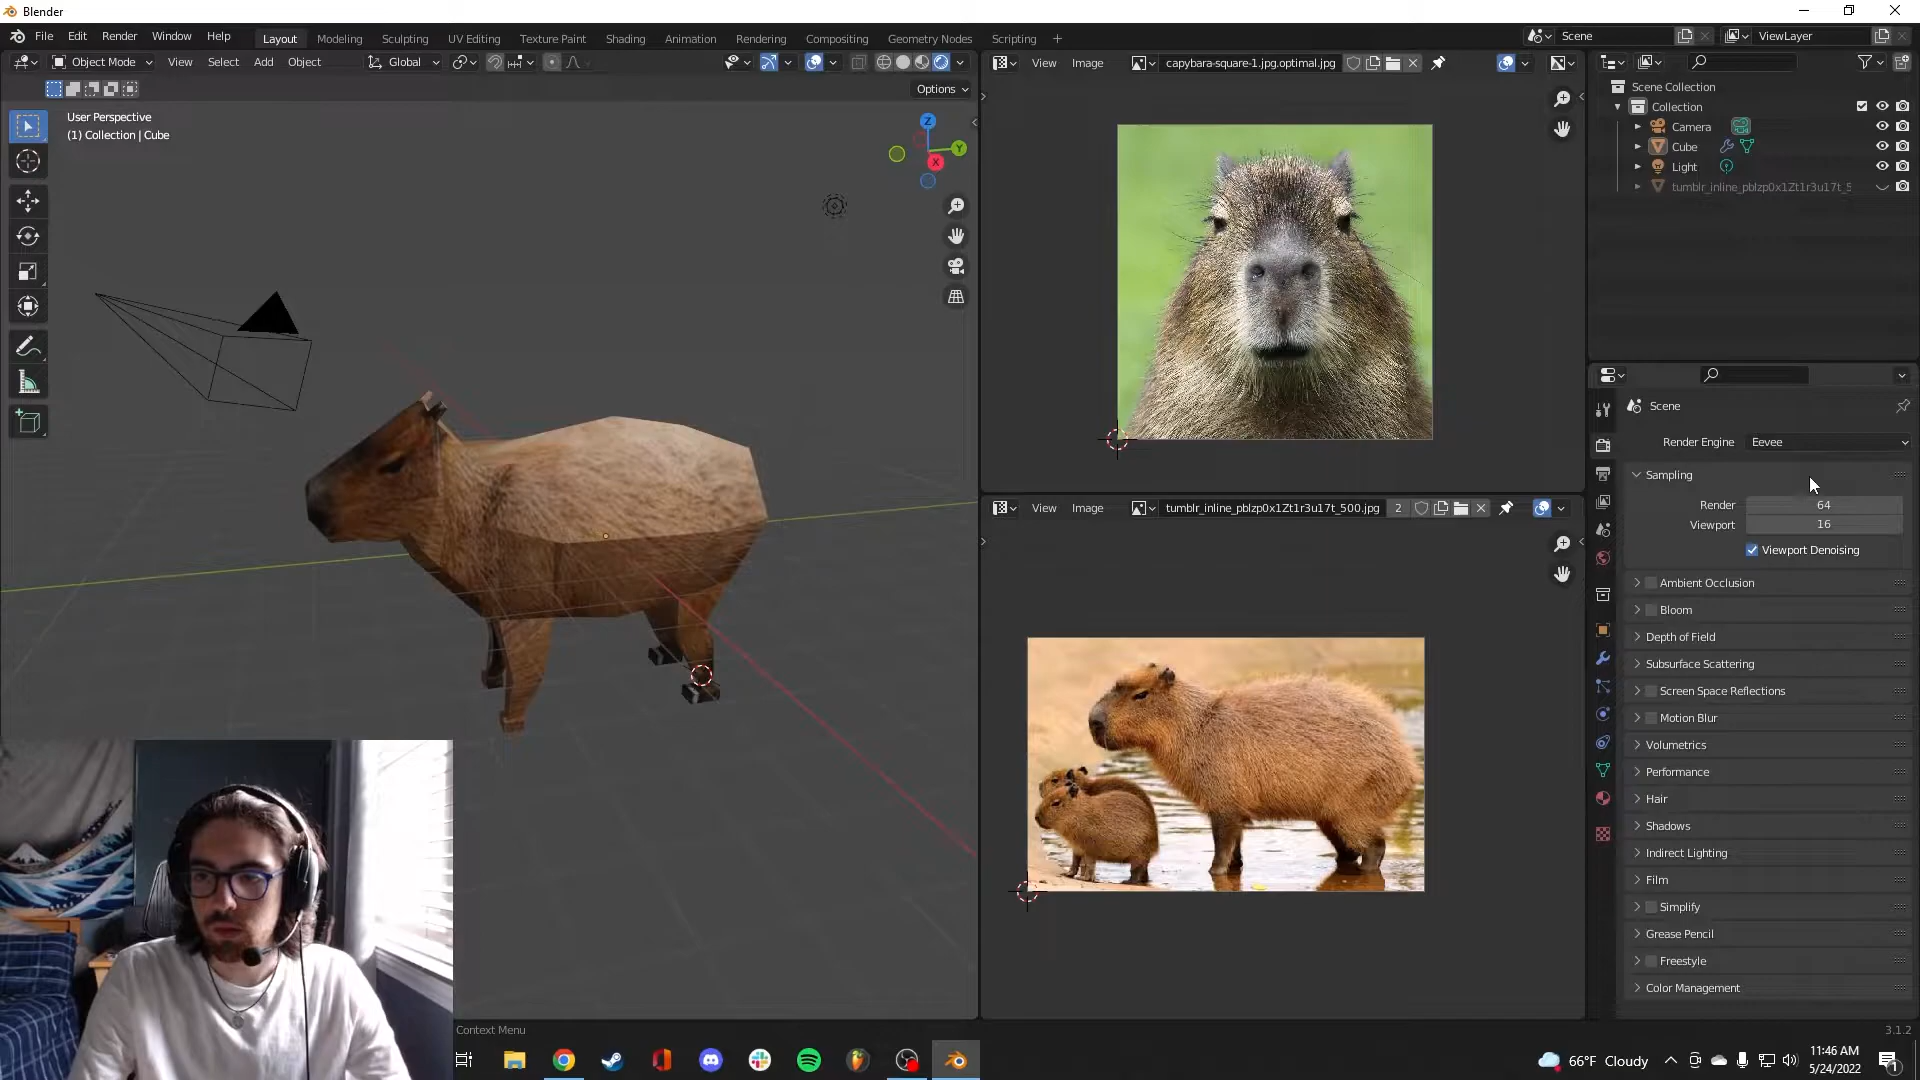 Blender
File Edit Render Window Help
Layout Modeling Sculpting UV Editing Texture Paint Shading Animation Rendering Compositing Geometry Nodes Scripting +
Scene
ViewLayer
Object Mode View Select Add Object Global
Options
User Perspective
(1) Collection | Cube
Z
Y
X
View Image capybara-square-1.jpg.optimal.jpg
View Image tumblr_inline_pblzp0x1Zt1r3u17t_500.jpg 2
Scene Collection
Collection
Camera
Cube
Light
tumblr_inline_pblzp0x1Zt1r3u17t_5
Scene
Render Engine Eevee
Sampling
Render 64
Viewport 16
Viewport Denoising
Ambient Occlusion
Bloom
Depth of Field
Subsurface Scattering
Screen Space Reflections
Motion Blur
Volumetrics
Performance
Hair
Shadows
Indirect Lighting
Film
Simplify
Grease Pencil
Freestyle
Color Management
Context Menu
3.1.2
66°F Cloudy
11:46 AM
5/24/2022
1